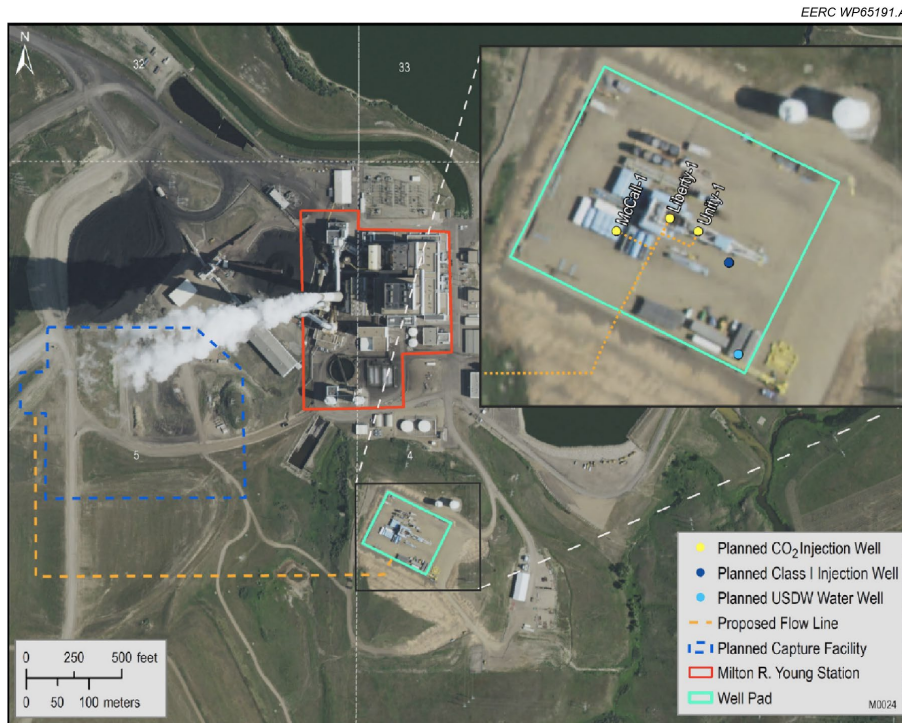 EERC WP65191.A
N
32
33
McCall-1
Liberty-1
Unity-1
5
4
Planned CO₂ Injection Well
Planned Class I Injection Well
Planned USDW Water Well
Proposed Flow Line
Planned Capture Facility
Milton R. Young Station
Well Pad
M0024
0 250 500 feet
0 50 100 meters